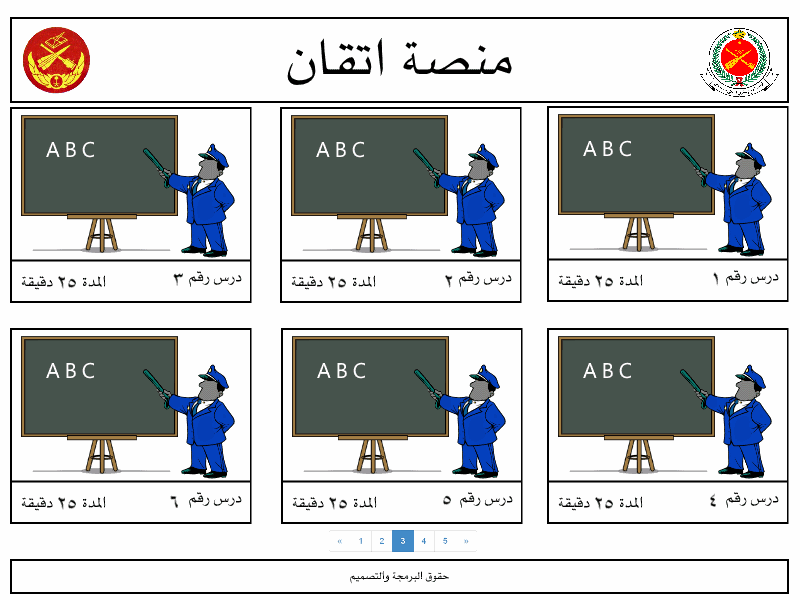 منصة اتقان
ABC
درس رقم ١ المدة ٢٥ دقيقة
ABC
درس رقم ٢ المدة ٢٥ دقيقة
ABC
درس رقم ٣ المدة ٢٥ دقيقة
ABC
درس رقم ٤ المدة ٢٥ دقيقة
ABC
درس رقم ٥ المدة ٢٥ دقيقة
ABC
درس رقم ٦ المدة ٢٥ دقيقة
« 1 2 3 4 5 »
حقوق البرمجة والتصميم